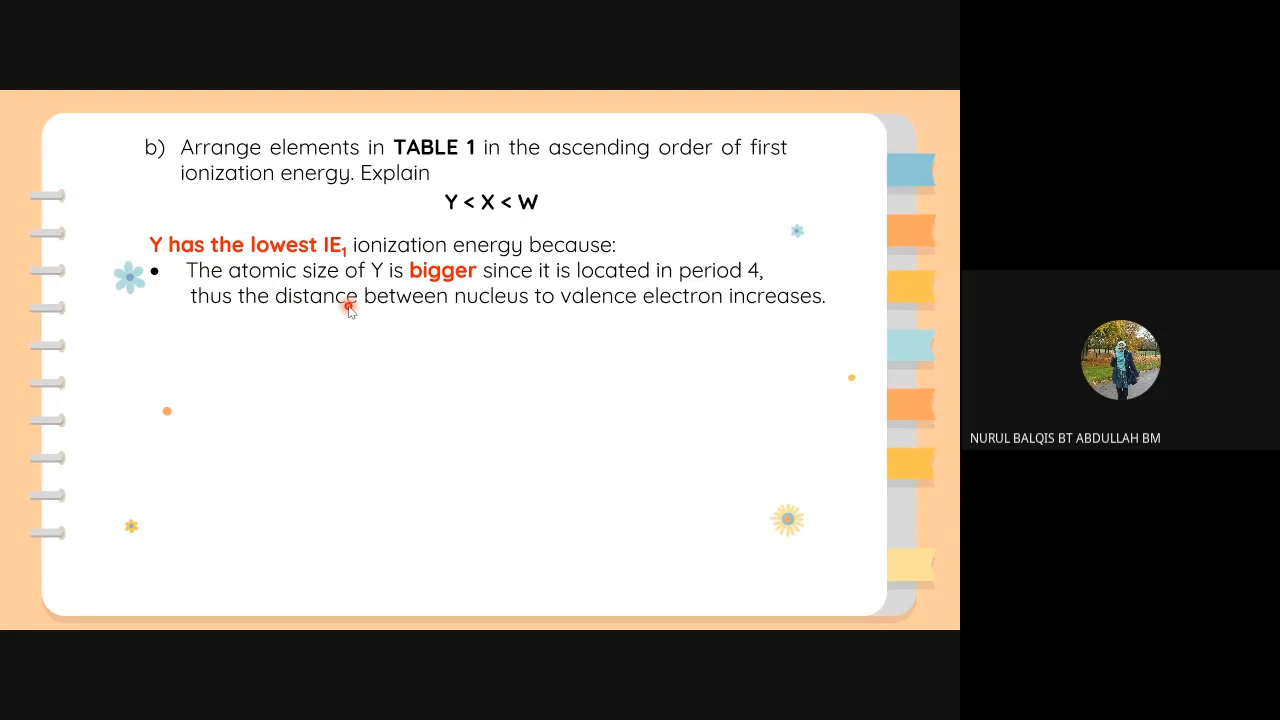 b) Arrange elements in TABLE 1 in the ascending order of first
ionization energy. Explain
Y < X < W
Y has the lowest IE₁ ionization energy because:
● The atomic size of Y is bigger since it is located in period 4,
thus the distance between nucleus to valence electron increases.
NURUL BALQIS BT ABDULLAH BM